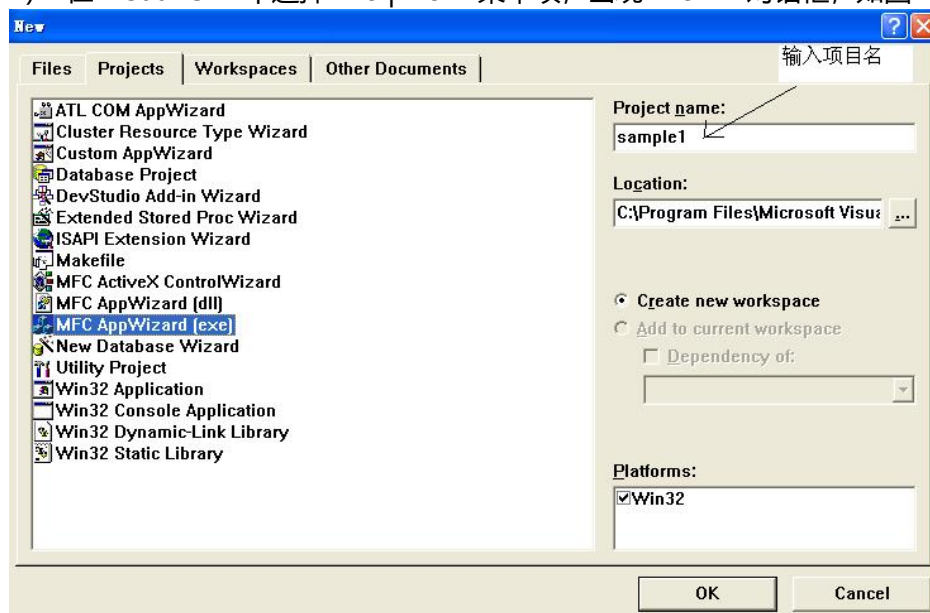 New
Files Projects Workspaces Other Documents
输入项目名
ATL COM AppWizard
Cluster Resource Type Wizard
Custom AppWizard
Database Project
DevStudio Add-in Wizard
Extended Stored Proc Wizard
ISAPI Extension Wizard
Makefile
MFC ActiveX ControlWizard
MFC AppWizard (dll)
MFC AppWizard (exe)
New Database Wizard
Utility Project
Win32 Application
Win32 Console Application
Win32 Dynamic-Link Library
Win32 Static Library
Project name:
sample1
Location:
C:\Program Files\Microsoft Visua ...
Create new workspace
Add to current workspace
Dependency of:
Platforms:
Win32
OK Cancel